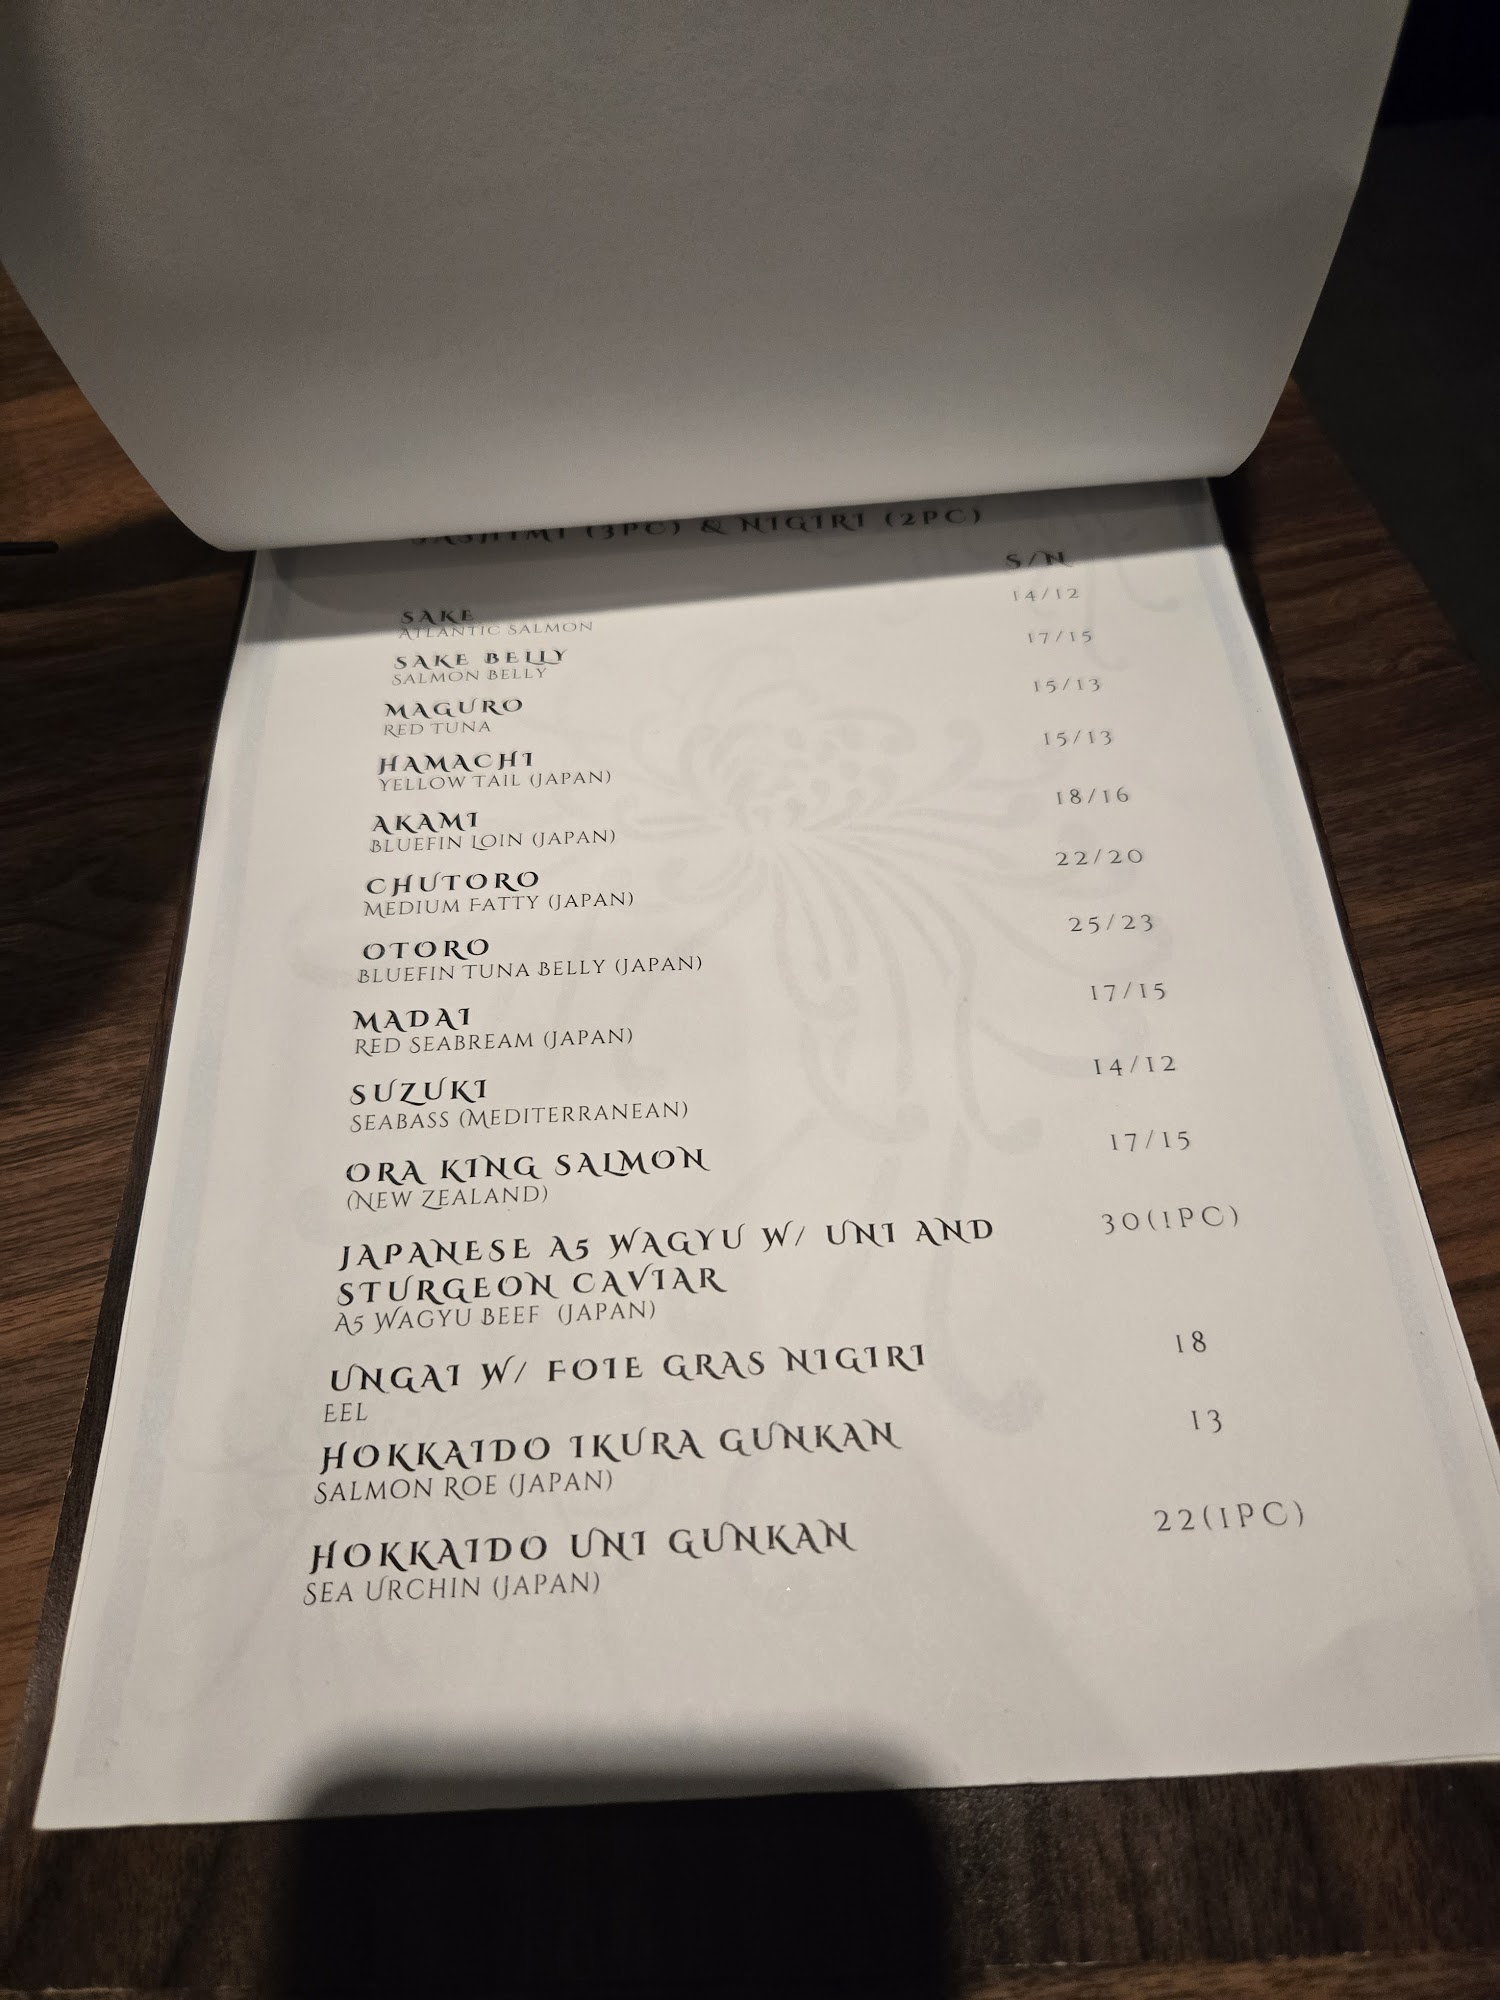 SASHIMI (3PC) & NIGIRI (2PC)
S/N
SAKE 14/12
ATLANTIC SALMON
SAKE BELLY 17/15
SALMON BELLY
MAGURO 15/13
RED TUNA
HAMACHI 15/13
YELLOW TAIL (JAPAN)
AKAMI 18/16
BLUEFIN LOIN (JAPAN)
CHUTORO 22/20
MEDIUM FATTY (JAPAN)
OTORO 25/23
BLUEFIN TUNA BELLY (JAPAN)
MADAI 17/15
RED SEABREAM (JAPAN)
SUZUKI 14/12
SEABASS (MEDITERRANEAN)
ORA KING SALMON 17/15
(NEW ZEALAND)
JAPANESE A5 WAGYU W/ UNI AND 30(1PC)
STURGEON CAVIAR
A5 WAGYU BEEF (JAPAN)
UNGAI W/ FOIE GRAS NIGIRI 18
EEL
HOKKAIDO IKURA GUNKAN 13
SALMON ROE (JAPAN)
HOKKAIDO UNI GUNKAN 22(1PC)
SEA URCHIN (JAPAN)